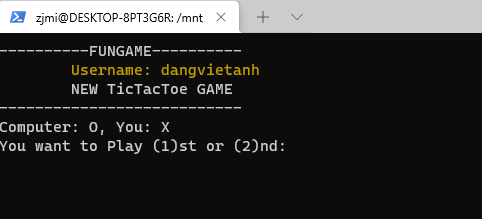 zjmi@DESKTOP-8PT3G6R: /mnt
----------FUNGAME----------
Username: dangvietanh
NEW TicTacToe GAME
---------------------------
Computer: O, You: X
You want to Play (1)st or (2)nd: